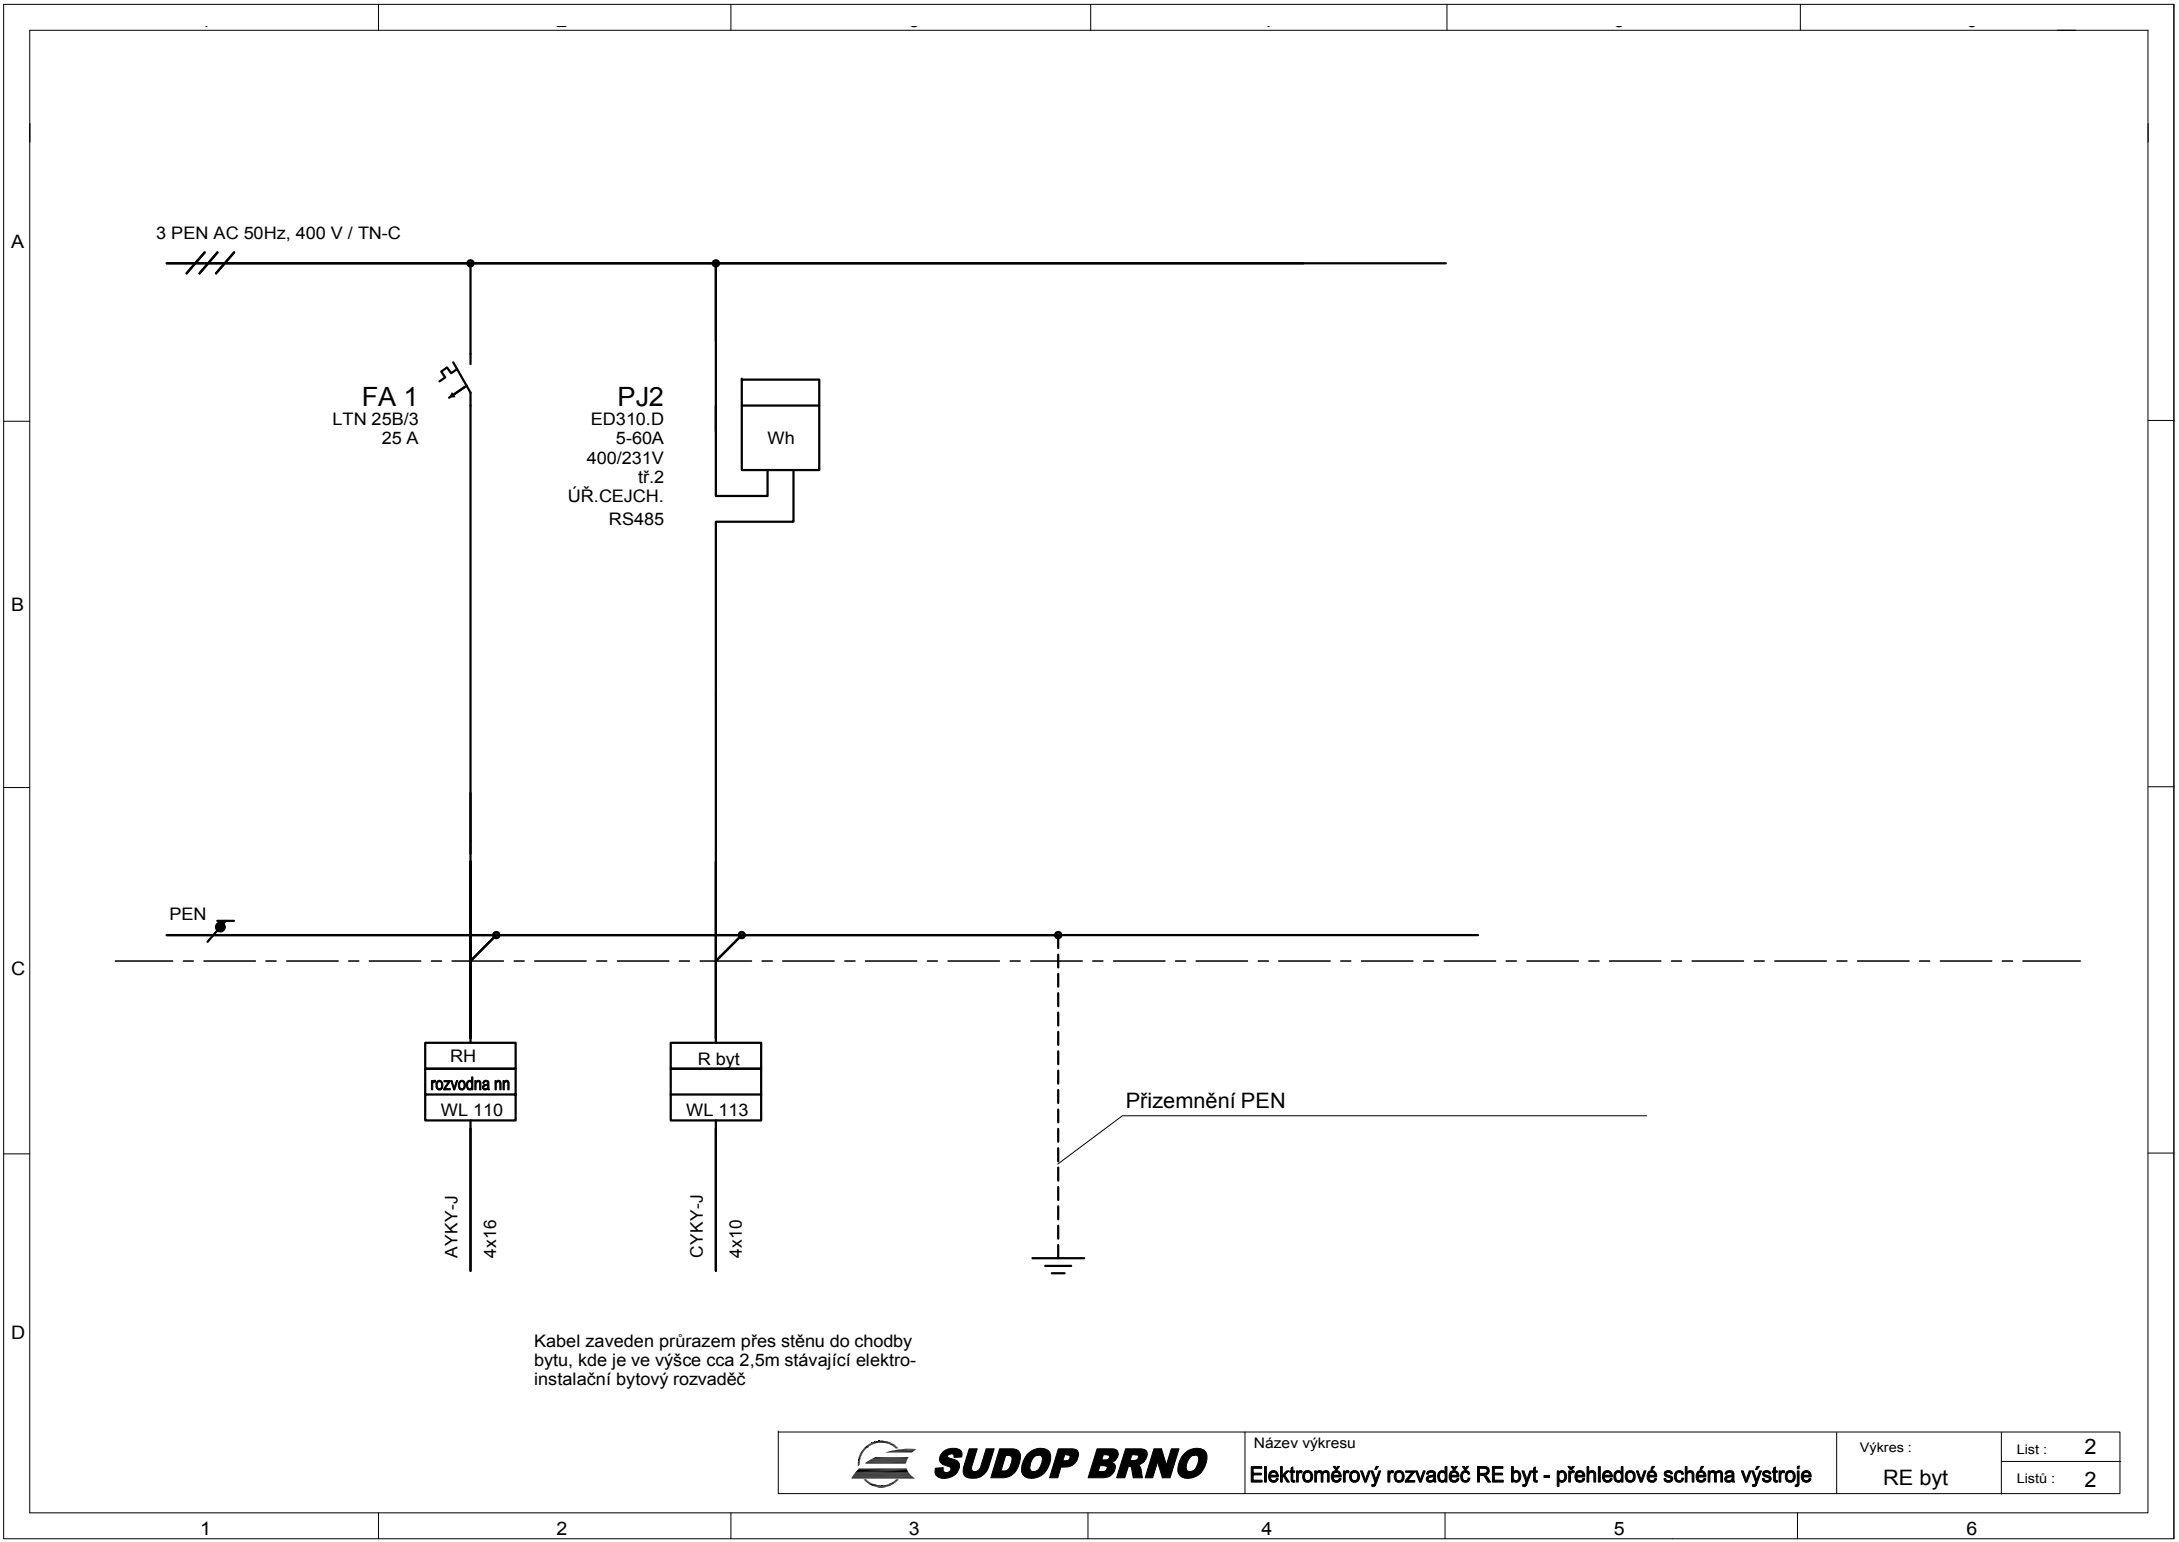 A
3 PEN AC 50Hz, 400 V / TN-C
FA 1
LTN 25B/3
25 A
PJ2
ED310.D
5-60A
400/231V
tř.2
ÚŘ.CEJCH.
RS485
Wh
B
PEN
C
RH
rozvodna nn
WL 110
R byt
WL 113
Přizemnění PEN
AYKY-J
4x16
CYKY-J
4x10
D
Kabel zaveden průrazem přes stěnu do chodby
bytu, kde je ve výšce cca 2,5m stávající elektro-
instalační bytový rozvaděč
SUDOP BRNO
Název výkresu
Elektroměrový rozvaděč RE byt - přehledové schéma výstroje
Výkres :
RE byt
List : 2
Listů : 2
1 2 3 4 5 6